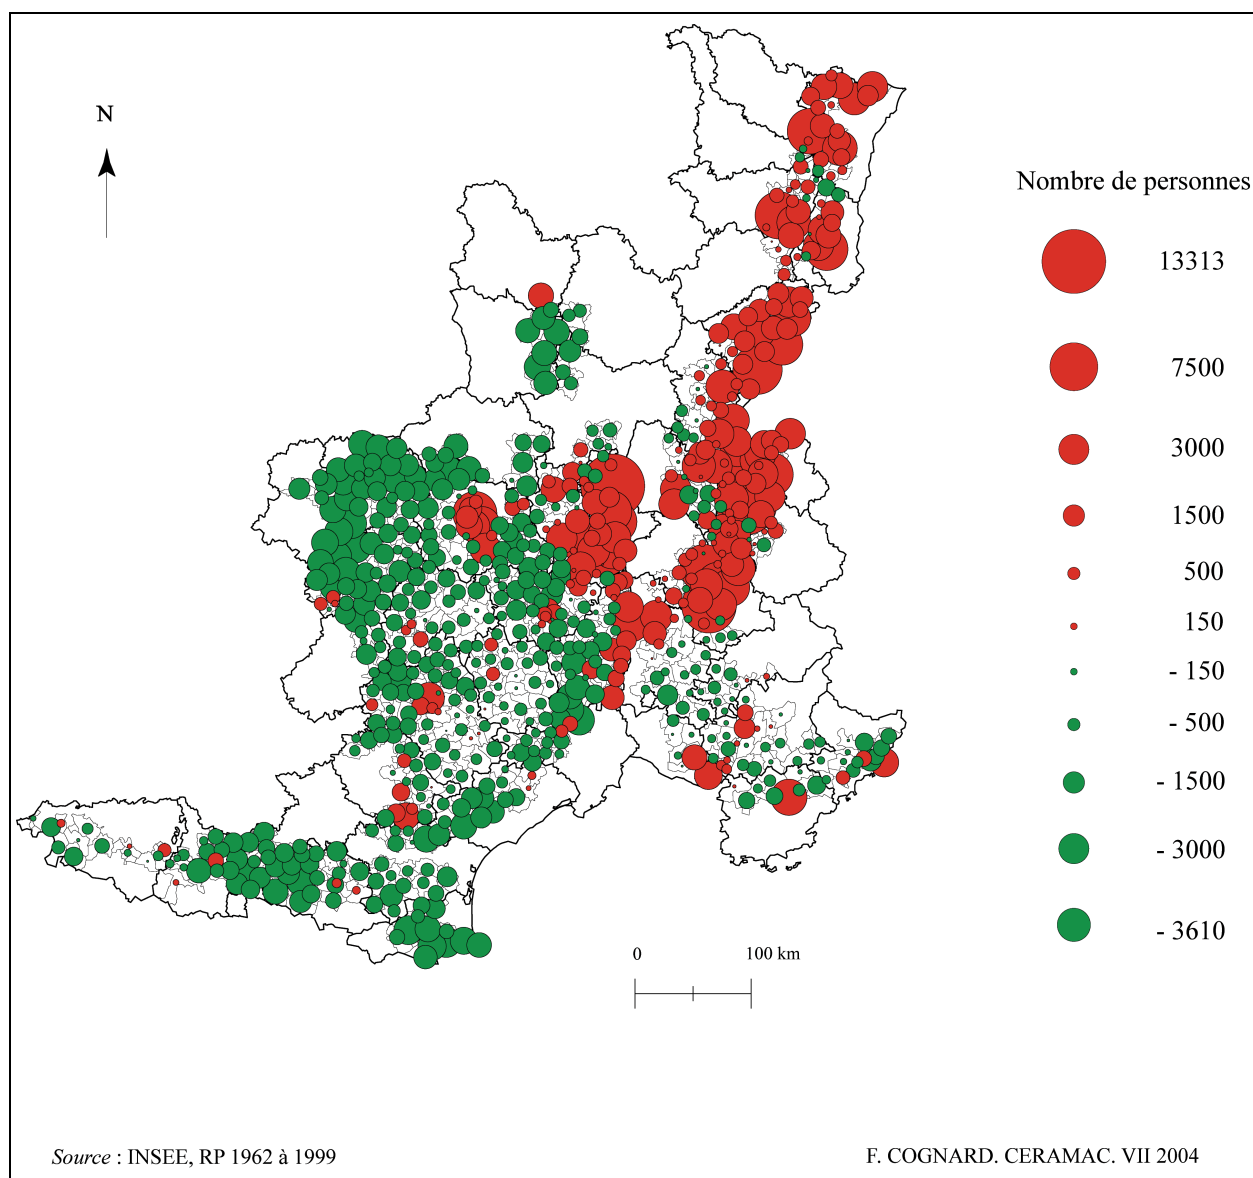 N
Nombre de personnes
13313
7500
3000
1500
500
150
- 150
- 500
- 1500
- 3000
- 3610
0 100 km
Source : INSEE, RP 1962 à 1999
F. COGNARD. CERAMAC. VII 2004